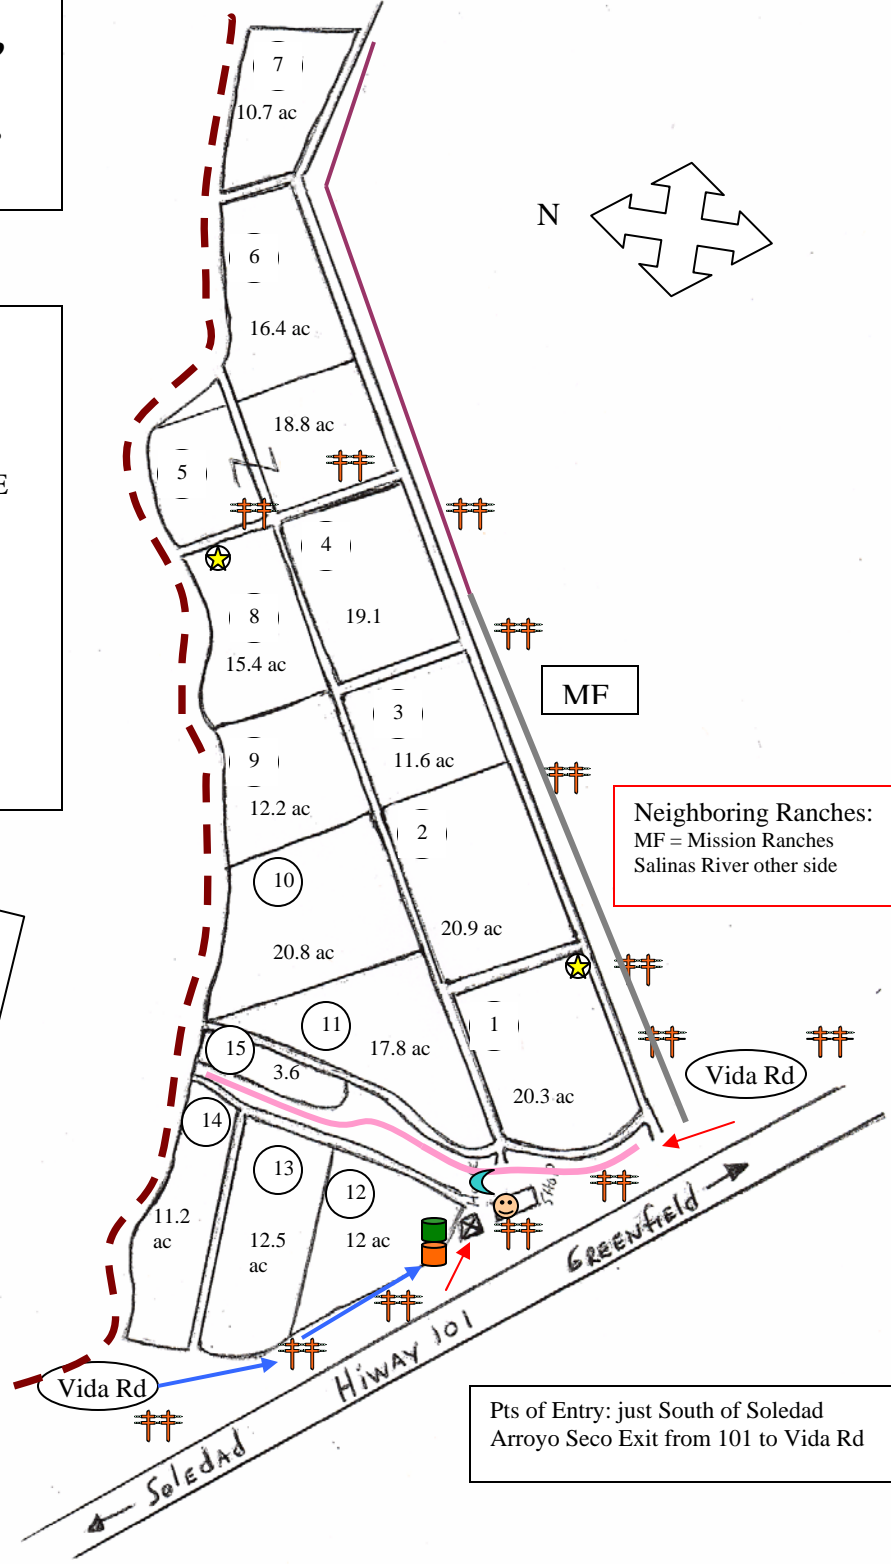 7
10.7 ac
N
6
16.4 ac
18.8 ac
5
E
4
19.1
8
15.4 ac
MF
3
11.6 ac
9
12.2 ac
2
Neighboring Ranches:
MF = Mission Ranches
Salinas River other side
10
20.8 ac
20.9 ac
11
17.8 ac
1
15
3.6
20.3 ac
Vida Rd
14
13
12
SHOP
11.2
ac
12.5
ac
12 ac
GREENFIELD
HiWAY 101
Vida Rd
Pts of Entry: just South of Soledad
Arroyo Seco Exit from 101 to Vida Rd
SOLEDAD